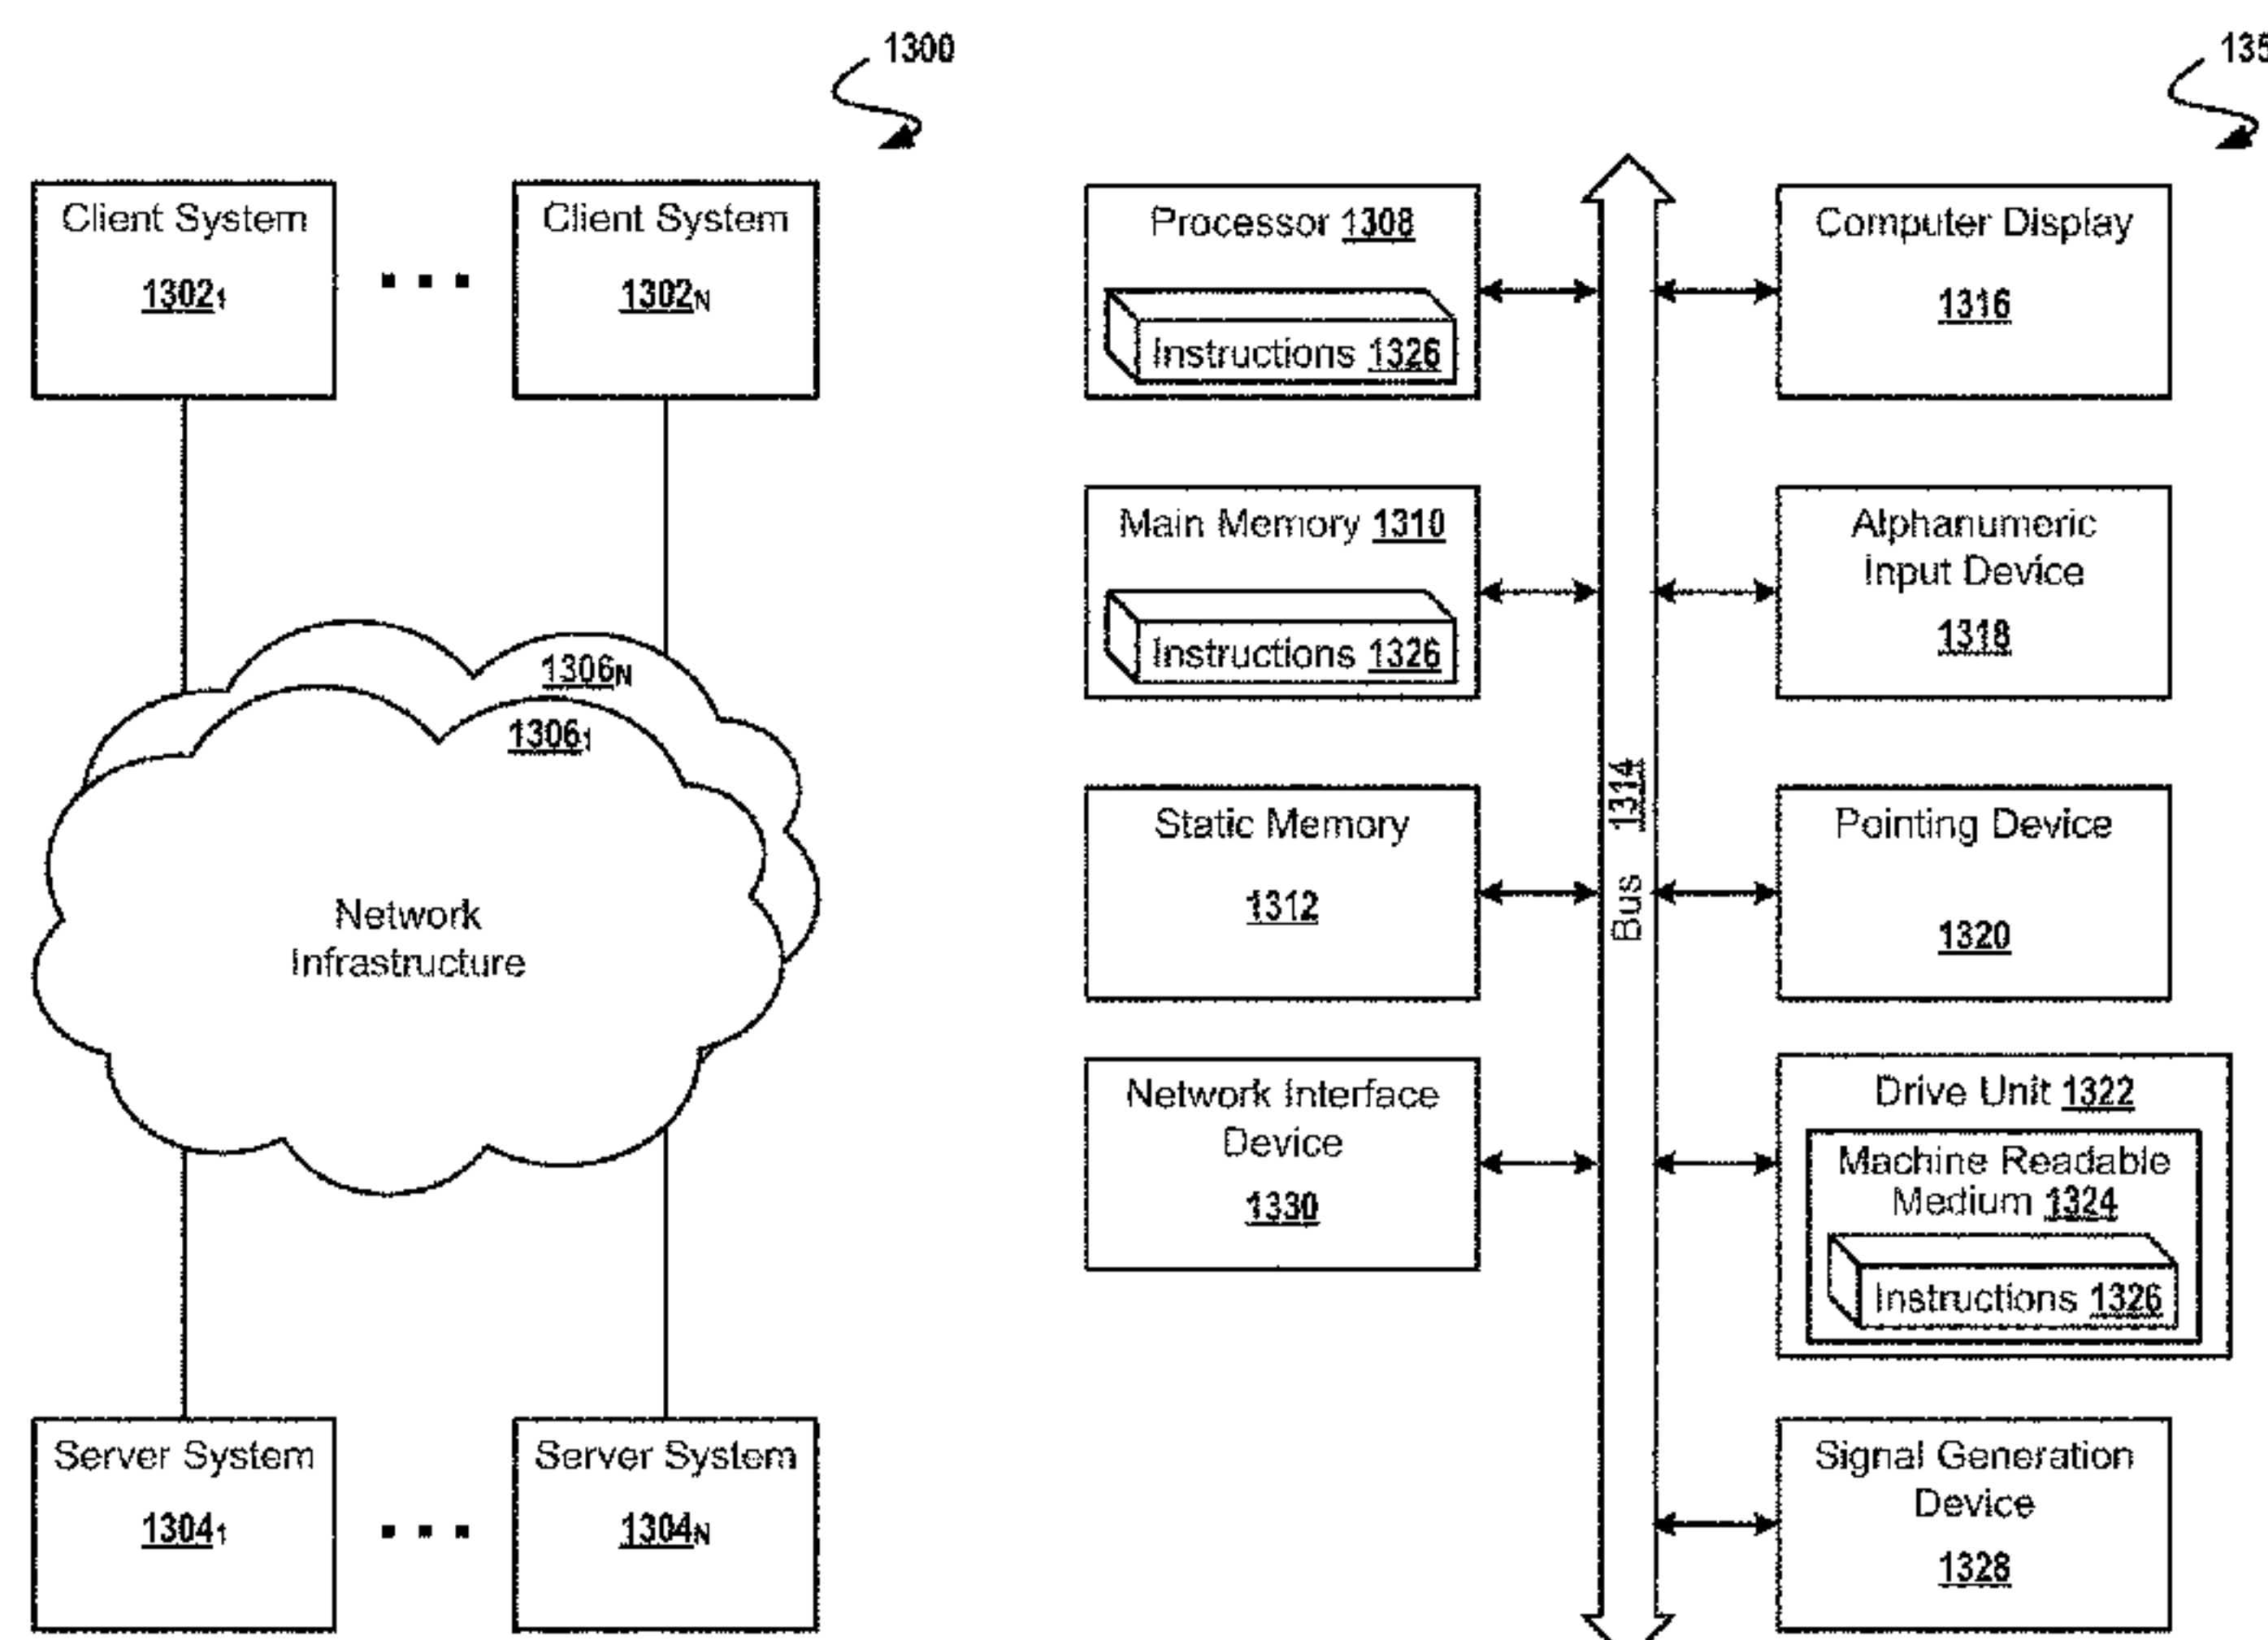 1300
135
Client System
1302₁
Client System
1302N
1306N
1306₁
Network
Infrastructure
Server System
1304₁
Server System
1304N
Processor 1308
Instructions 1326
Main Memory 1310
Instructions 1326
Static Memory
1312
Network Interface
Device
1330
Bus 1314
Computer Display
1316
Alphanumeric
Input Device
1318
Pointing Device
1320
Drive Unit 1322
Machine Readable
Medium 1324
Instructions 1326
Signal Generation
Device
1328